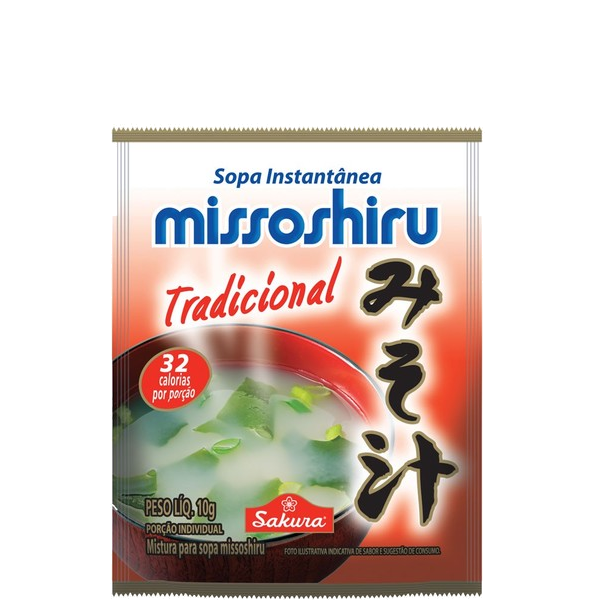 Sopa Instantânea
missoshiru
Tradicional
みそ汁
32
calorias
por porção
PESO LÍQ. 10g
PORÇÃO INDIVIDUAL
Mistura para sopa missoshiru
Sakura
FOTO ILUSTRATIVA INDICATIVA DE SABOR E SUGESTÃO DE CONSUMO.